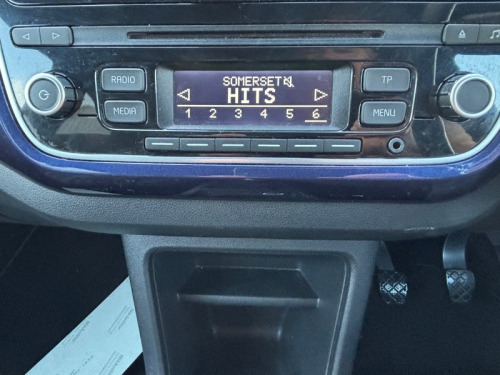 SOMERSET
RADIO
TP
HITS
MEDIA
MENU
1 2 3 4 5 6